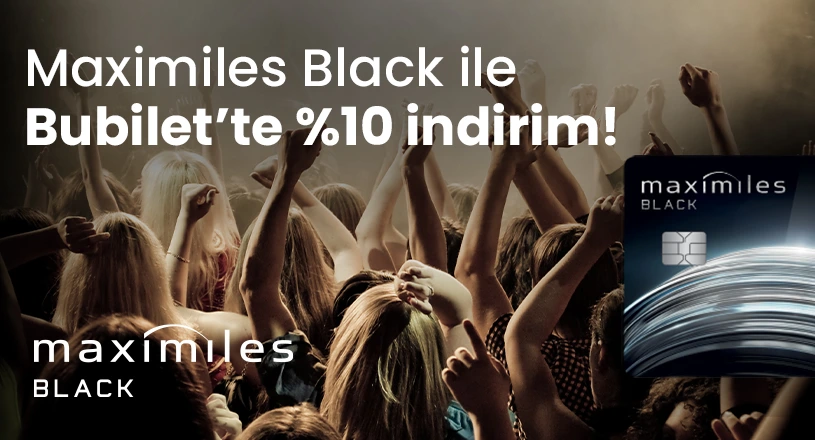 Maximiles Black ile
Bubilet’te %10 indirim!
maximiles
BLACK
maximiles
BLACK